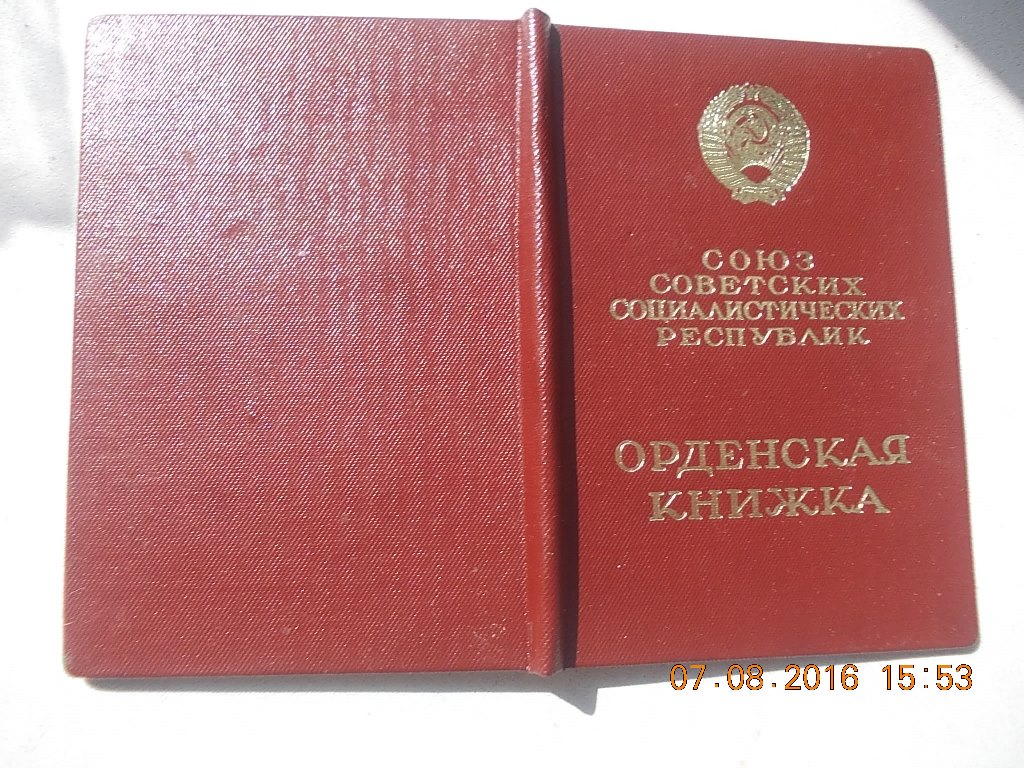 СОЮЗ
СОВЕТСКИХ
СОЦИАЛИСТИЧЕСКИХ
РЕСПУБЛИК
ОРДЕНСКАЯ
КНИЖКА
07.08.2016 15:53